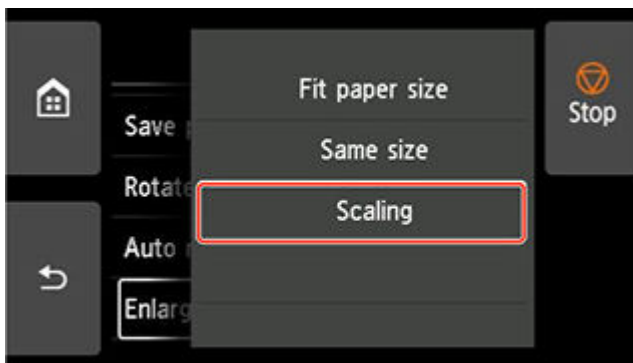 Fit paper size
Stop
Save
Same size
Rotate
Scaling
Auto
Enlarg